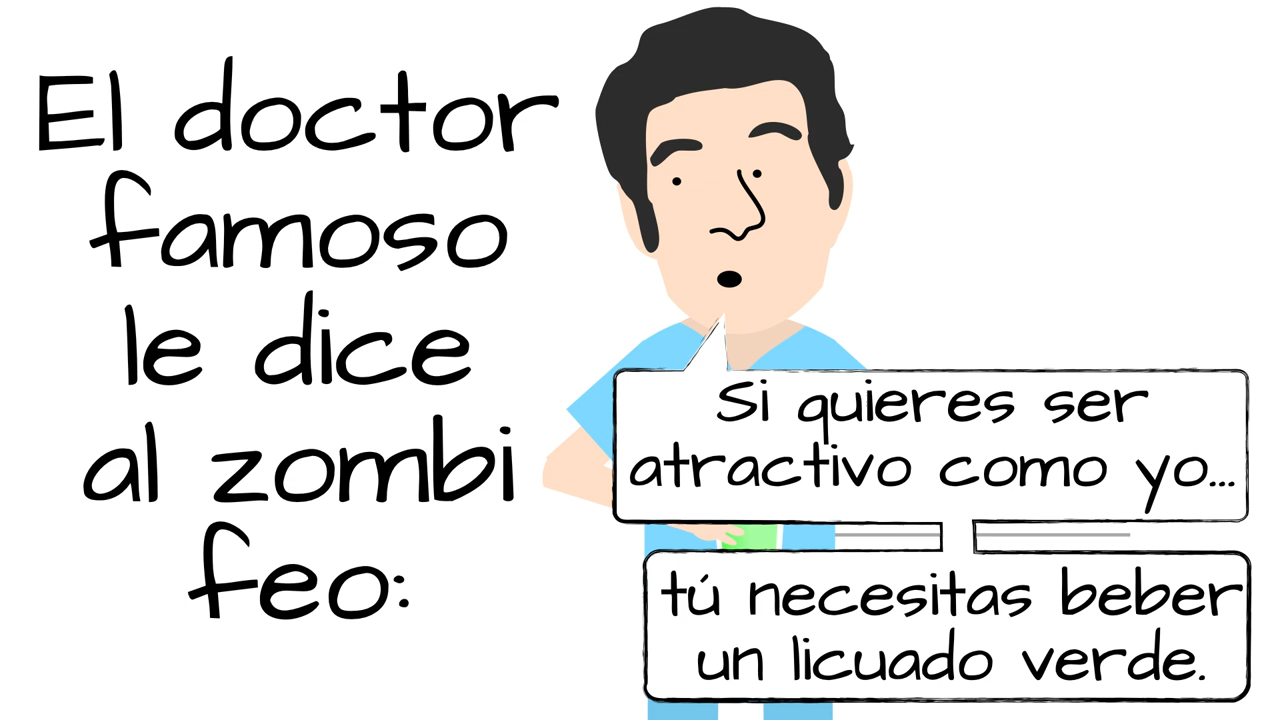 El doctor
famoso
le dice
al zombi
feo:
Si quieres ser
atractivo como yo...
tú necesitas beber
un licuado verde.